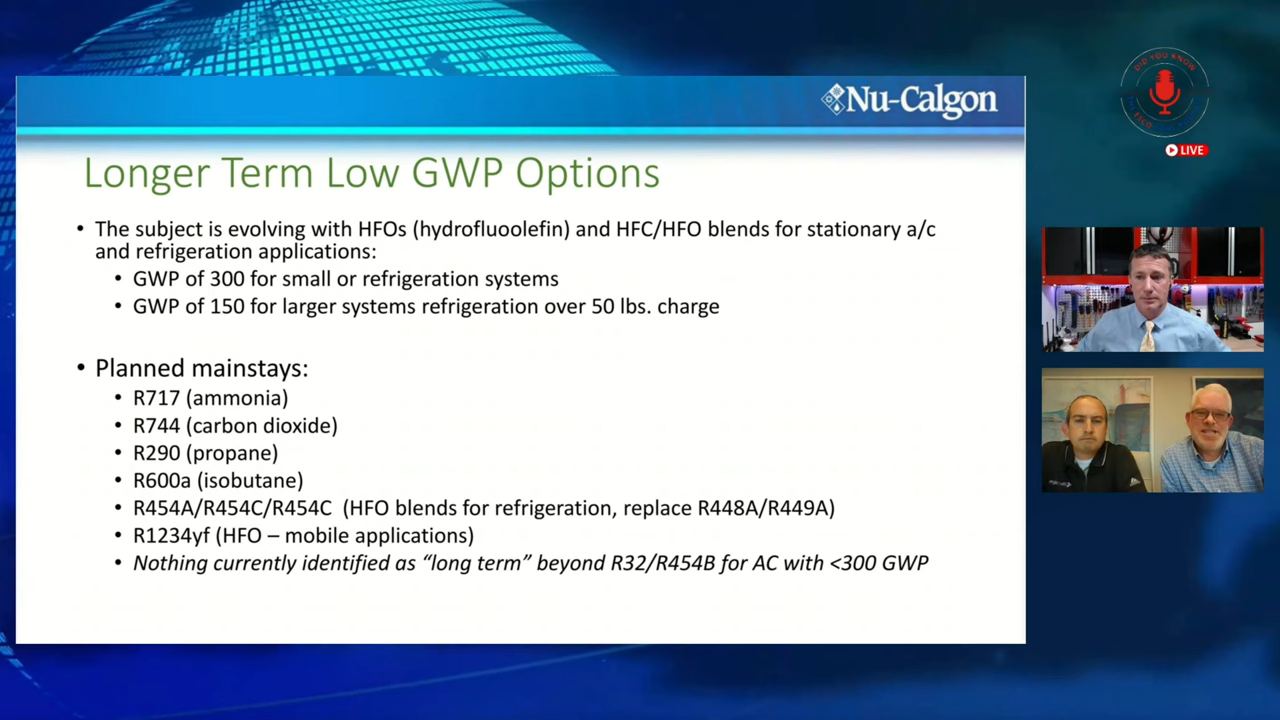 Nu-Calgon
DID YOU KNOW
LIVE
Longer Term Low GWP Options
• The subject is evolving with HFOs (hydrofluoolefin) and HFC/HFO blends for stationary a/c
and refrigeration applications:
• GWP of 300 for small or refrigeration systems
• GWP of 150 for larger systems refrigeration over 50 lbs. charge
• Planned mainstays:
• R717 (ammonia)
• R744 (carbon dioxide)
• R290 (propane)
• R600a (isobutane)
• R454A/R454C/R454C (HFO blends for refrigeration, replace R448A/R449A)
• R1234yf (HFO – mobile applications)
• Nothing currently identified as “long term” beyond R32/R454B for AC with <300 GWP